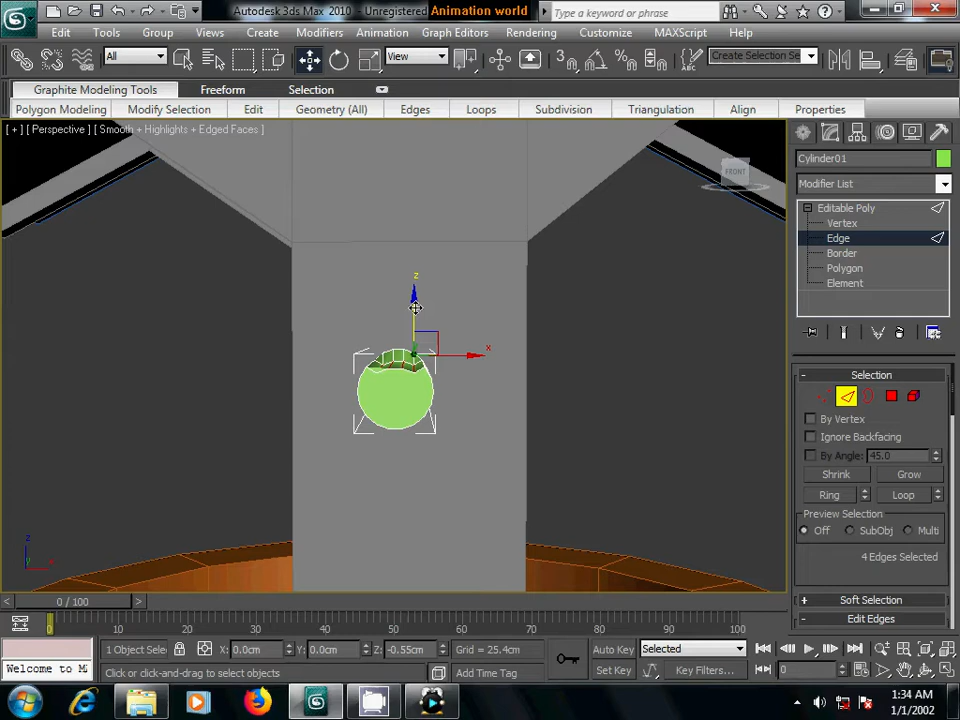 Autodesk 3ds Max 2010 - Unregistered Animation world Type a keyword or phrase
Edit Tools Group Views Create Modifiers Animation Graph Editors Rendering Customize MAXScript Help
All View Create Selection Se
Graphite Modeling Tools Freeform Selection
Polygon Modeling Modify Selection Edit Geometry (All) Edges Loops Subdivision Triangulation Align Properties
[ + ] [ Perspective ] [ Smooth + Highlights + Edged Faces ]
FRONT
Cylinder01
Modifier List
Editable Poly
Vertex
Edge
Border
Polygon
Element
z
x
Selection
By Vertex
Ignore Backfacing
By Angle: 45.0
Shrink Grow
Ring Loop
Preview Selection
Off SubObj Multi
4 Edges Selected
Soft Selection
Edit Edges
z
x
0 / 100
0 10 20 30 40 50 60 70 80 90 100
1 Object Sele X: 0.0cm Y: 0.0cm Z: -0.55cm Grid = 25.4cm Auto Key Selected
Welcome to M Click or click-and-drag to select objects Add Time Tag Set Key Key Filters... 0
1:34 AM
1/1/2002